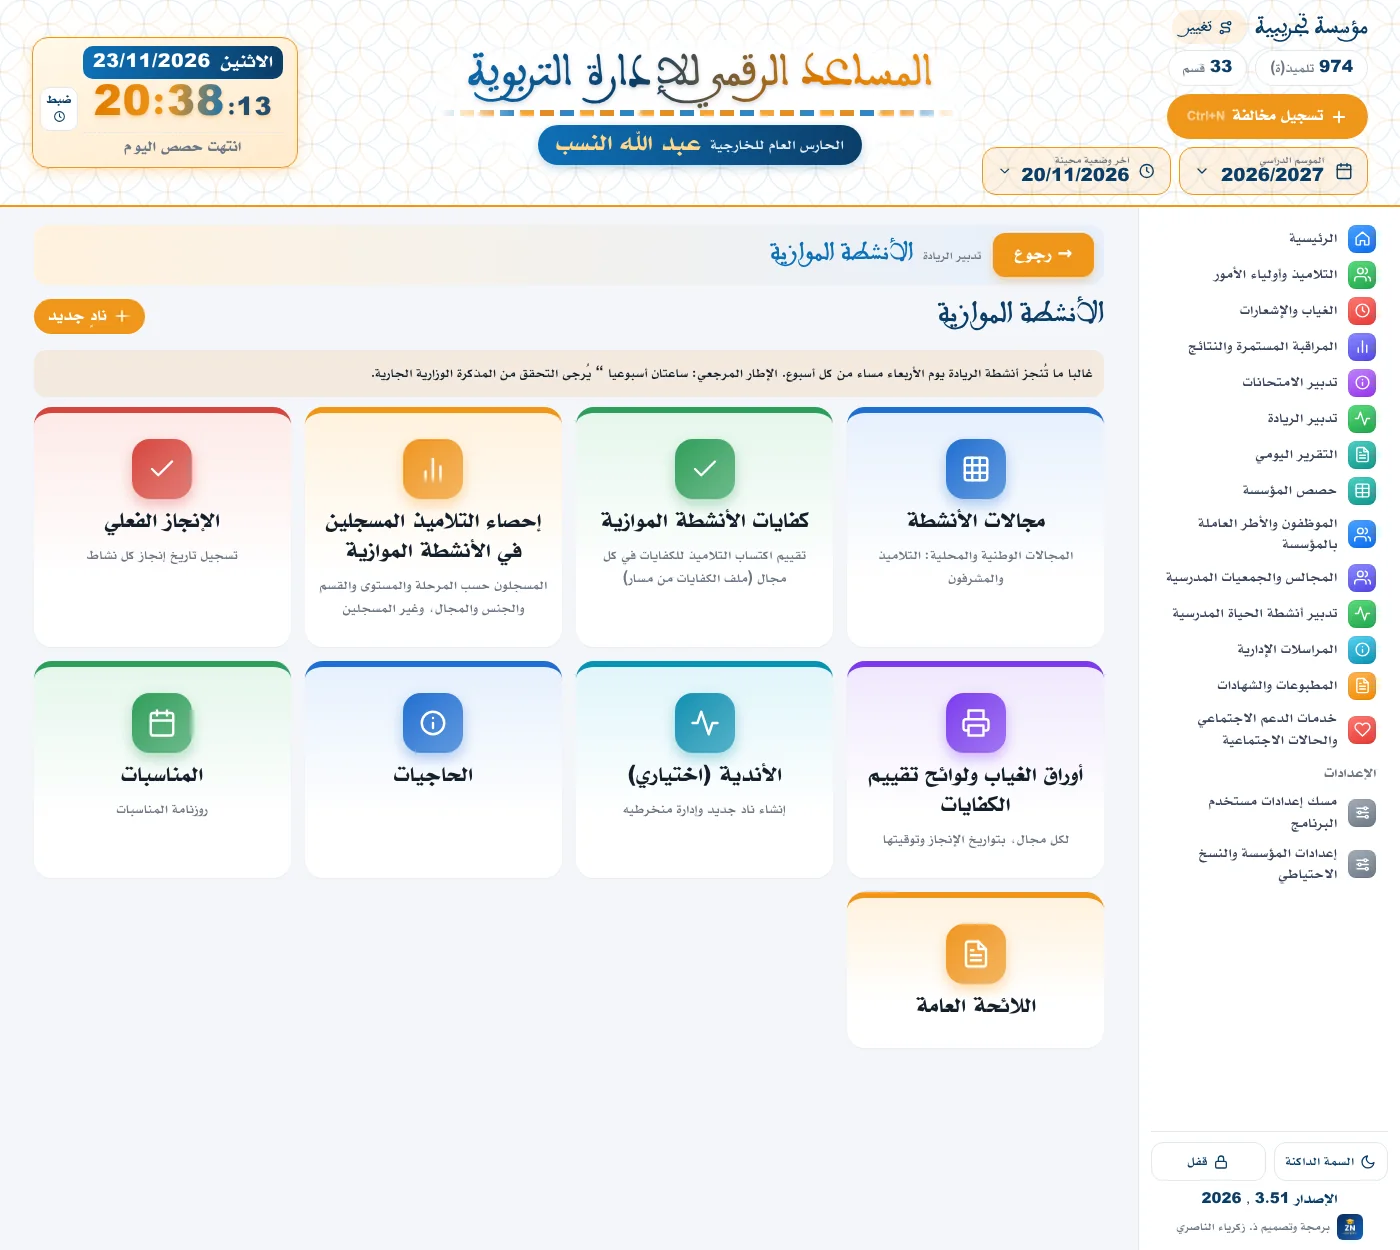 مؤسسة تجريبية
تغيير
974 تلميذ(ة)
33 قسم
+ تسجيل مخالفة Ctrl+N
الموسم الدراسي
2026/2027
آخر وضعية محينة
20/11/2026
المساعد الرقمي للإدارة التربوية
الحارس العام للخارجية عبد الله النسب
الاثنين 23/11/2026
20:38:13
ضبط
انتهت حصص اليوم
الرئيسية
التلاميذ وأولياء الأمور
الغياب والإشعارات
المراقبة المستمرة والنتائج
تدبير الامتحانات
تدبير الريادة
التقرير اليومي
حصص المؤسسة
الموظفون والأطر العاملة
بالمؤسسة
المجالس والجمعيات المدرسية
تدبير أنشطة الحياة المدرسية
المراسلات الإدارية
المطبوعات والشهادات
خدمات الدعم الاجتماعي
والحالات الاجتماعية
الإعدادات
مسك إعدادات مستخدم
البرنامج
إعدادات المؤسسة والنسخ
الاحتياطي
السمة الداكنة
قفل
الإصدار 3.51 , 2026
برمجة وتصميم ذ. زكرياء الناصري
ZN
→ رجوع
تدبير الريادة
الأنشطة الموازية
الأنشطة الموازية
+ نادٍ جديد
غالبا ما تُنجز أنشطة الريادة يوم الأربعاء مساء من كل أسبوع. الإطار المرجعي: ساعتان أسبوعيا “ يُرجى التحقق من المذكرة الوزارية الجارية.
مجالات الأنشطة
المجالات الوطنية والمحلية: التلاميذ
والمشرفون
كفايات الأنشطة الموازية
تقييم اكتساب التلاميذ للكفايات في كل
مجال (ملف الكفايات من مسار)
إحصاء التلاميذ المسجلين
في الأنشطة الموازية
المسجلون حسب المرحلة والمستوى والقسم
والجنس والمجال، وغير المسجلين
الإنجاز الفعلي
تسجيل تاريخ إنجاز كل نشاط
أوراق الغياب ولوائح تقييم
الكفايات
لكل مجال، بتواريخ الإنجاز وتوقيتها
الأندية (اختياري)
إنشاء ناد جديد وإدارة منخرطيه
الحاجيات
المناسبات
روزنامة المناسبات
اللائحة العامة